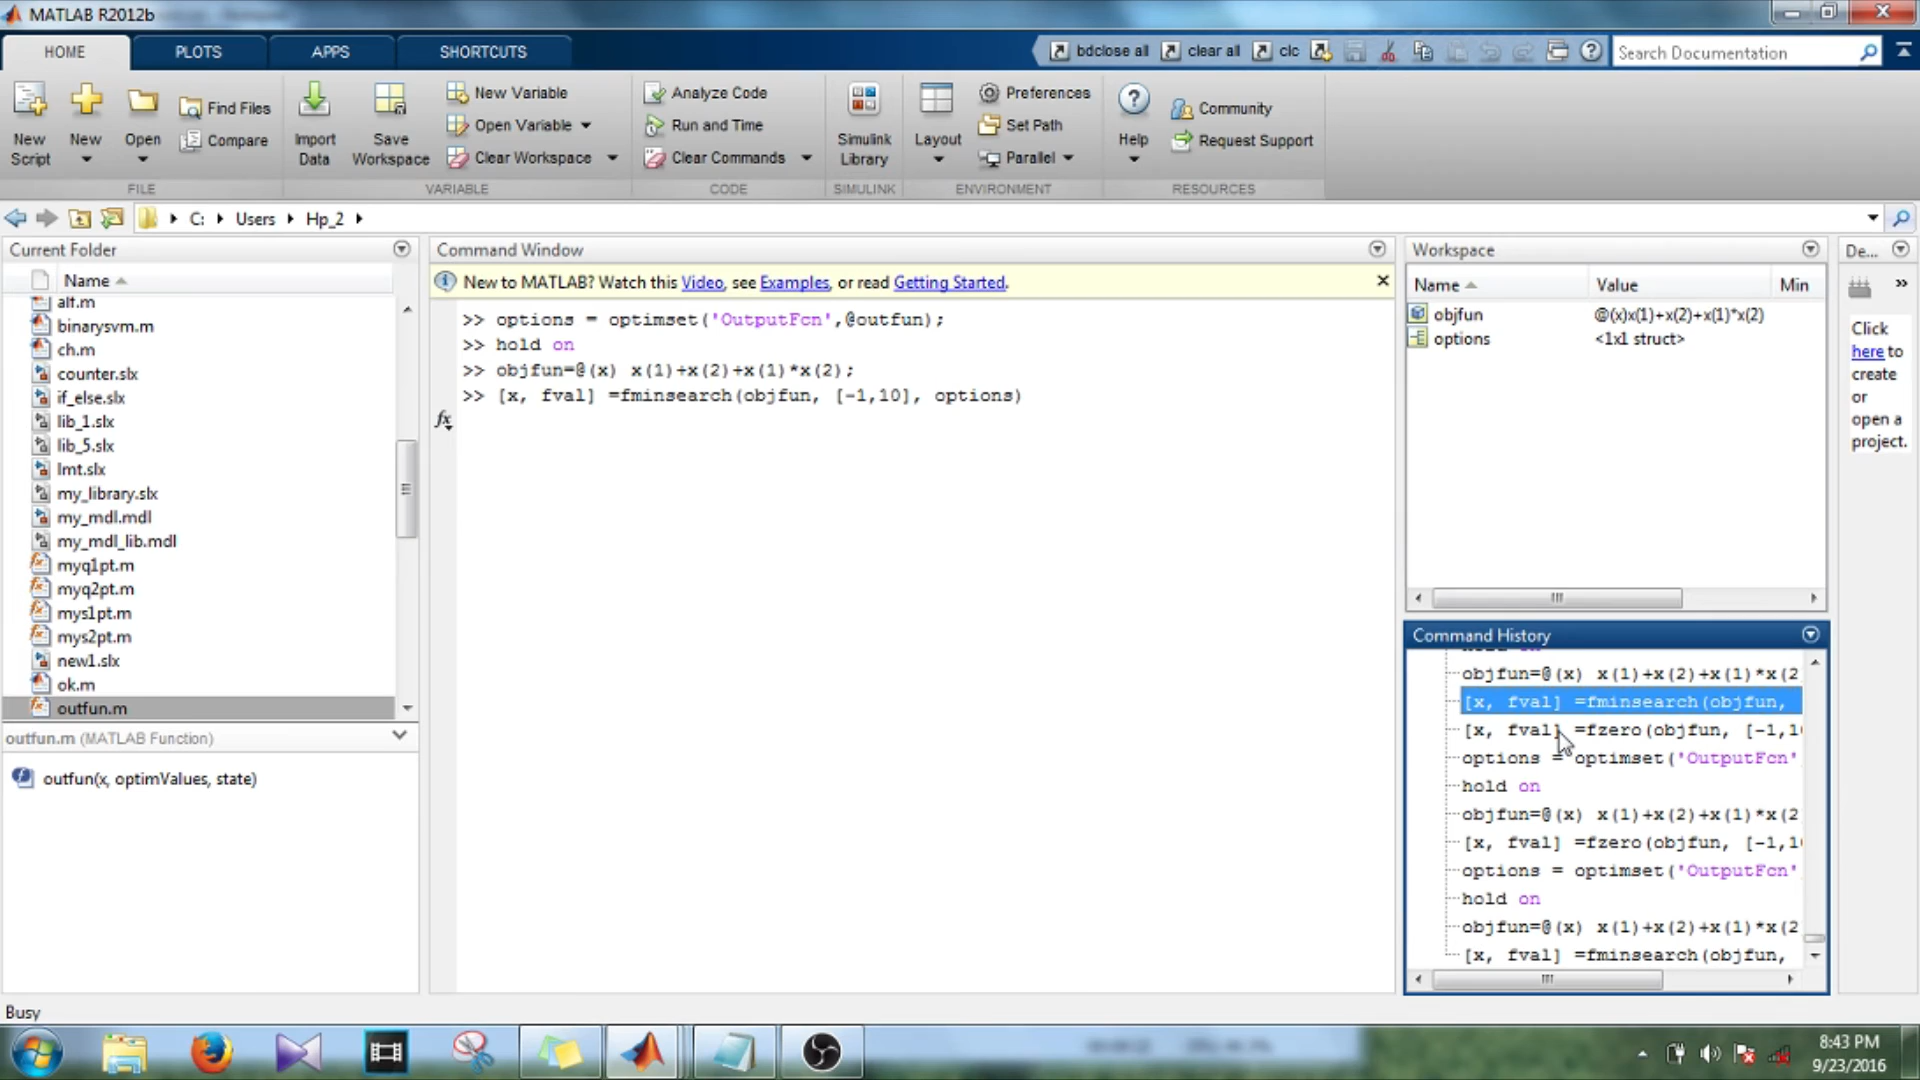 MATLAB R2012b
HOME
PLOTS
APPS
SHORTCUTS
bdclose all
clear all
clc
Search Documentation
New Script
New
Open
Find Files
Compare
FILE
Import Data
Save Workspace
New Variable
Open Variable
Clear Workspace
VARIABLE
Analyze Code
Run and Time
Clear Commands
CODE
Simulink Library
SIMULINK
Layout
Preferences
Set Path
Parallel
ENVIRONMENT
Help
Community
Request Support
RESOURCES
C:
Users
Hp_2
Current Folder
Name
alt.m
binarysvm.m
ch.m
counter.slx
if_else.slx
lib_1.slx
lib_5.slx
lmt.slx
my_library.slx
my_mdl.mdl
my_mdl_lib.mdl
myq1pt.m
myq2pt.m
mys1pt.m
mys2pt.m
new1.slx
ok.m
outfun.m
outfun.m (MATLAB Function)
outfun(x, optimValues, state)
Command Window
New to MATLAB? Watch this Video, see Examples, or read Getting Started.
>> options = optimset('OutputFcn',@outfun);
>> hold on
>> objfun=@(x) x(1)+x(2)+x(1)*x(2);
>> [x, fval] =fminsearch(objfun, [-1,10], options)
fx
Workspace
Name
Value
Min
objfun
@(x)x(1)+x(2)+x(1)*x(2)
options
<1x1 struct>
Command History
hold on
objfun=@(x) x(1)+x(2)+x(1)*x(2
[x, fval] =fminsearch(objfun,
[x, fval] =fzero(objfun, [-1,1
options = optimset('OutputFcn'
hold on
objfun=@(x) x(1)+x(2)+x(1)*x(2
[x, fval] =fzero(objfun, [-1,1
options = optimset('OutputFcn'
hold on
objfun=@(x) x(1)+x(2)+x(1)*x(2
[x, fval] =fminsearch(objfun,
De...
Click
here to
create
or
open a
project.
Busy
8:43 PM
9/23/2016